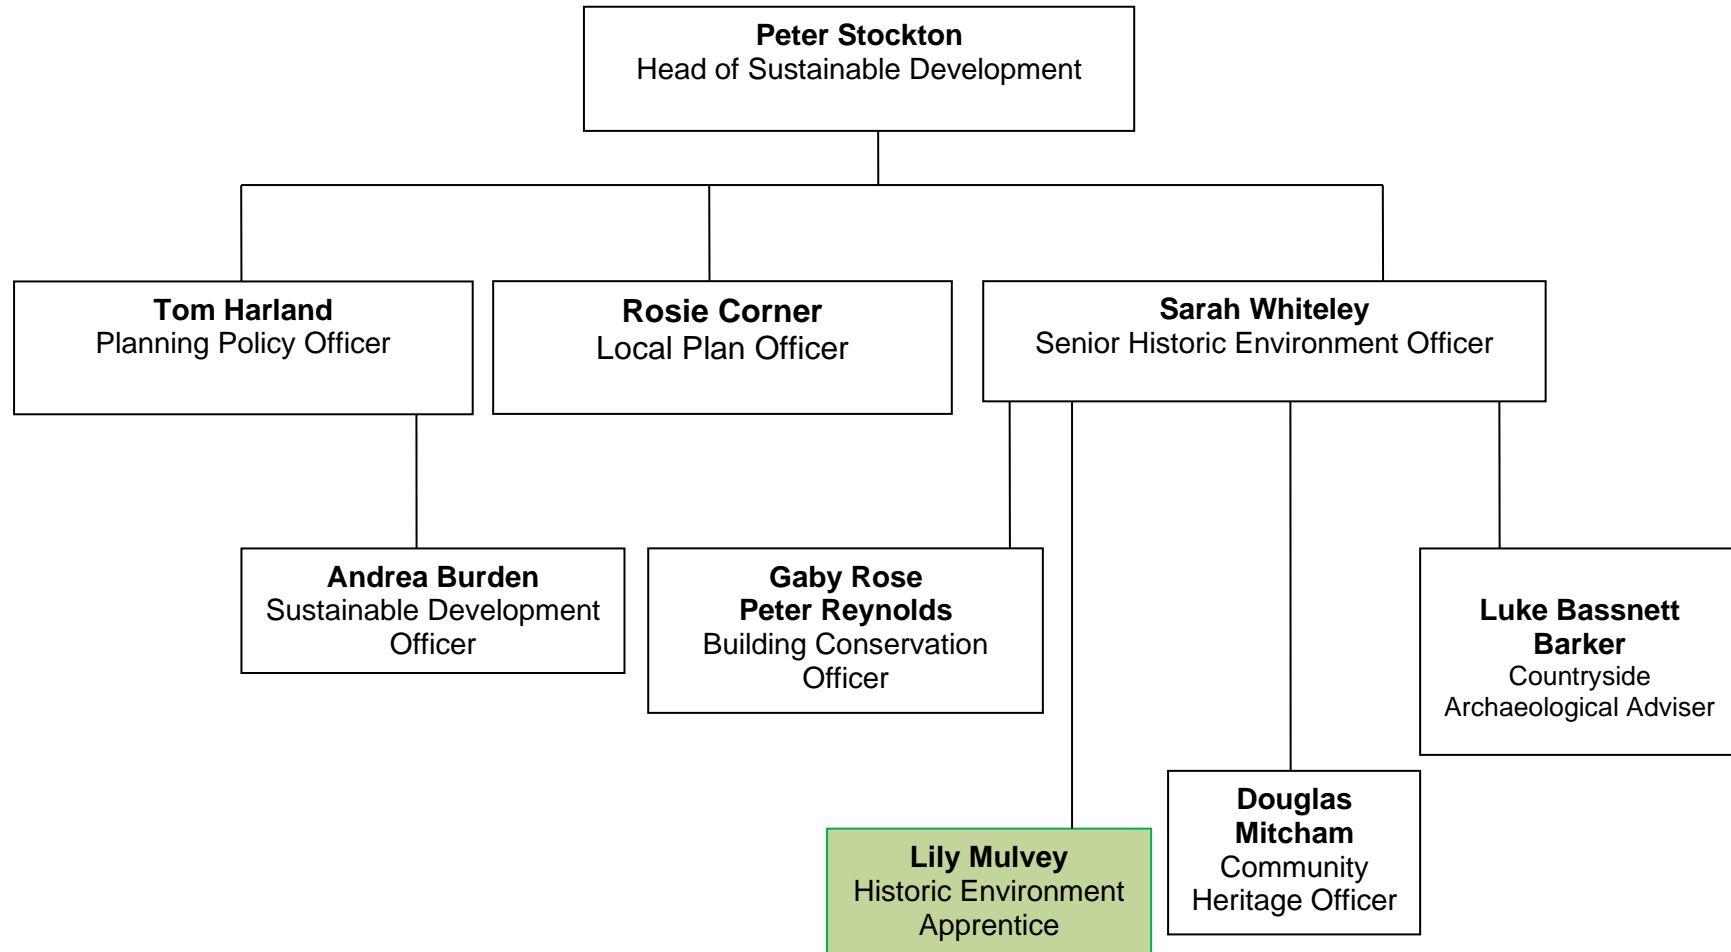 Peter Stockton
Head of Sustainable Development
Tom Harland
Planning Policy Officer
Rosie Corner
Local Plan Officer
Sarah Whiteley
Senior Historic Environment Officer
Andrea Burden
Sustainable Development
Officer
Gaby Rose
Peter Reynolds
Building Conservation
Officer
Luke Bassnett
Barker
Countryside
Archaeological Adviser
Lily Mulvey
Historic Environment
Apprentice
Douglas
Mitcham
Community
Heritage Officer